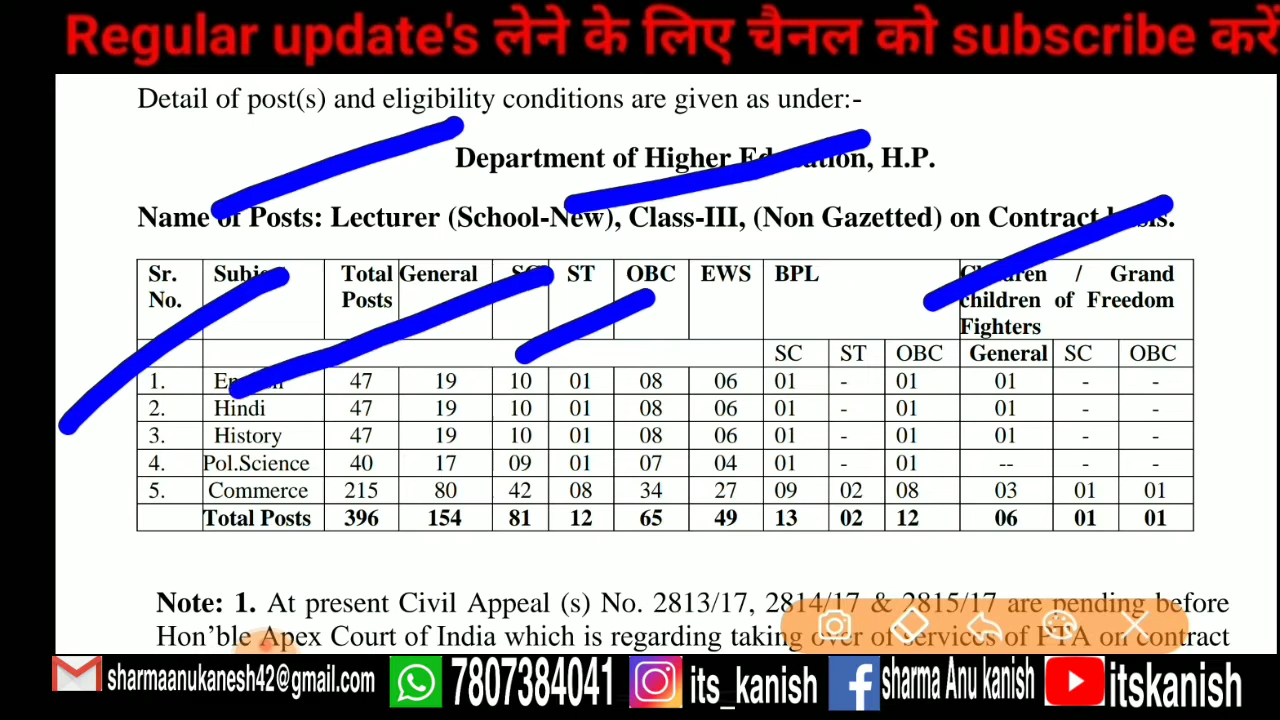 Regular update's लेने के लिए चैनल को subscribe करें
Detail of post(s) and eligibility conditions are given as under:-
Department of Higher Education, H.P.
Name of Posts: Lecturer (School-New), Class-III, (Non Gazetted) on Contract basis.
Sr. No. Subject Total Posts General SC ST OBC EWS BPL Children / Grand children of Freedom Fighters
SC ST OBC General SC OBC
1. English 47 19 10 01 08 06 01 - 01 01 - -
2. Hindi 47 19 10 01 08 06 01 - 01 01 - -
3. History 47 19 10 01 08 06 01 - 01 01 - -
4. Pol.Science 40 17 09 01 07 04 01 - 01 -- - -
5. Commerce 215 80 42 08 34 27 09 02 08 03 01 01
Total Posts 396 154 81 12 65 49 13 02 12 06 01 01
Note: 1. At present Civil Appeal (s) No. 2813/17, 2814/17 & 2815/17 are pending before
Hon'ble Apex Court of India which is regarding taking over of services of PTA on contract
sharmaanukanesh42@gmail.com 7807384041 its_kanish sharma Anu kanish itskanish